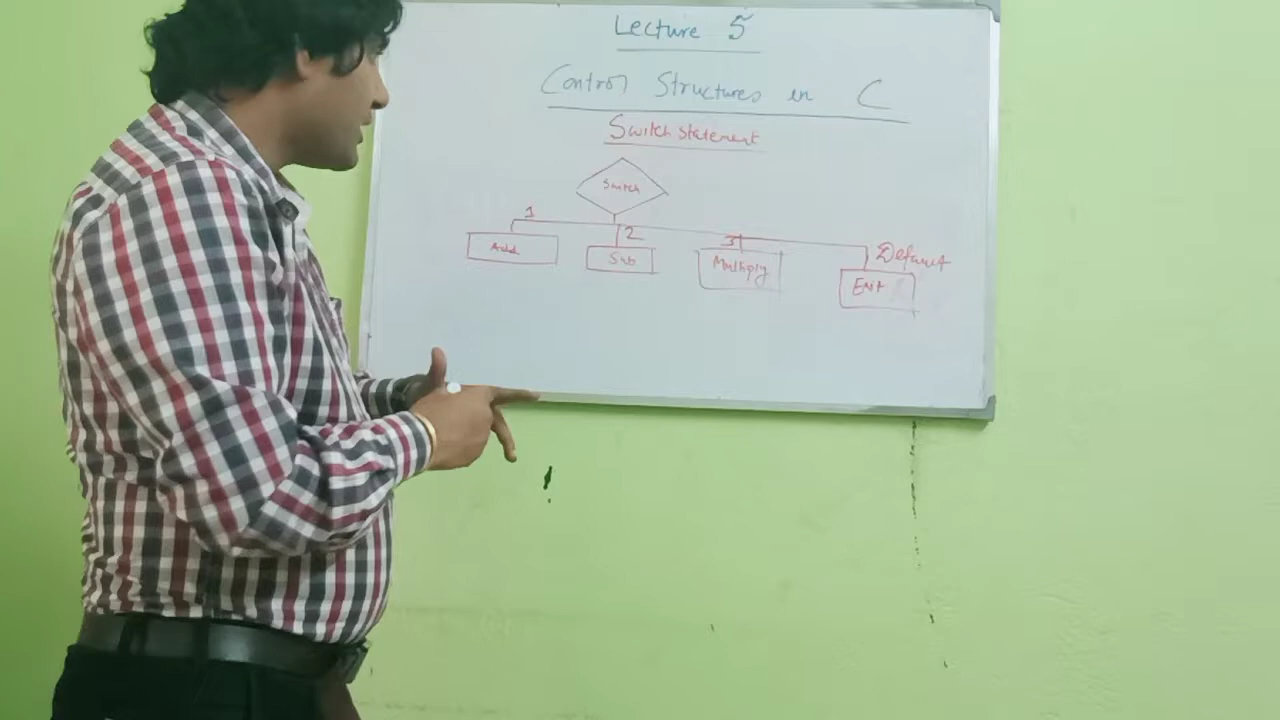 Lecture 5
Control Structures in C
Switch statement
Switch
1 2 3 Default
Add Sub Multiply Exit